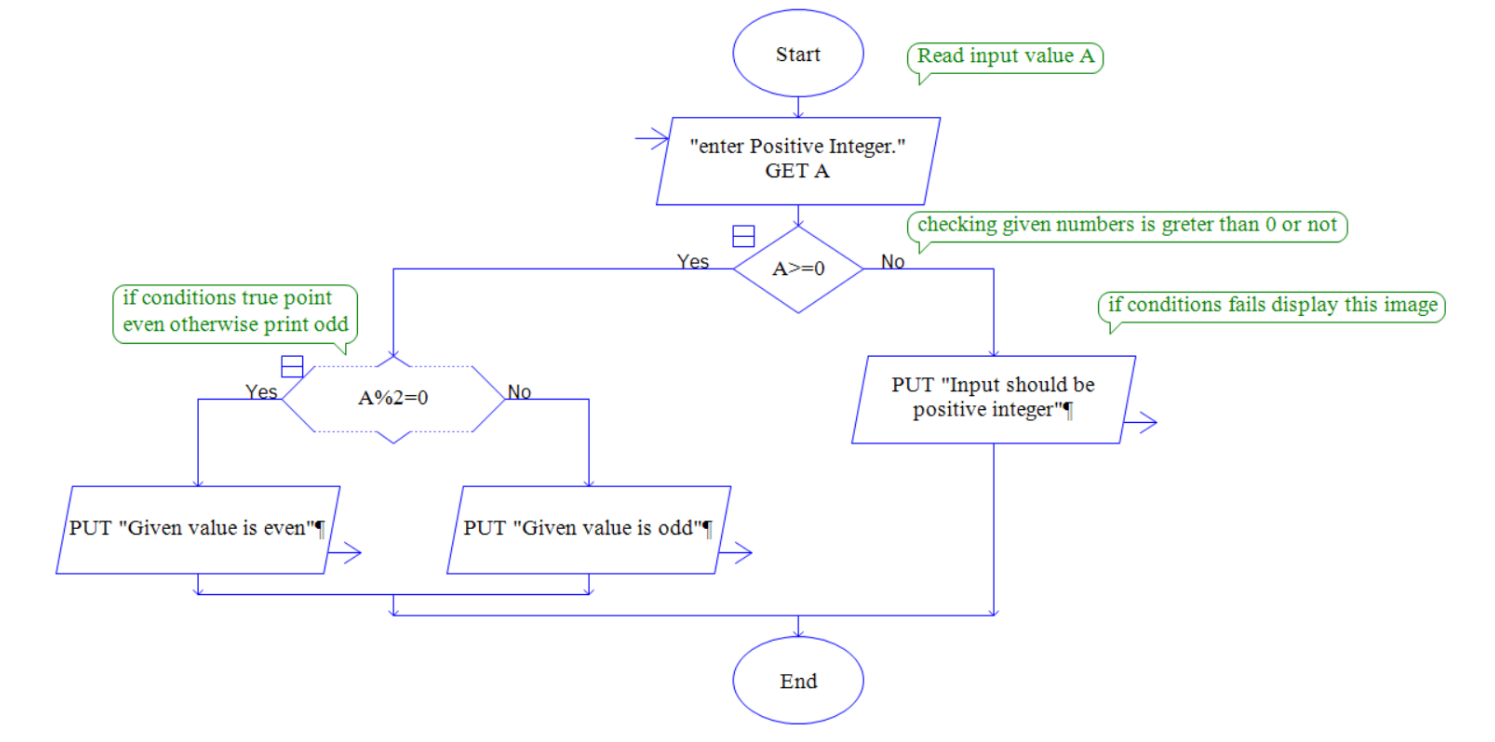 Start
Read input value A
"enter Positive Integer."
GET A
checking given numbers is greter than 0 or not
Yes
A>=0
No
if conditions true point
even otherwise print odd
if conditions fails display this image
Yes
A%2=0
No
PUT "Input should be
positive integer"¶
PUT "Given value is even"¶
PUT "Given value is odd"¶
End